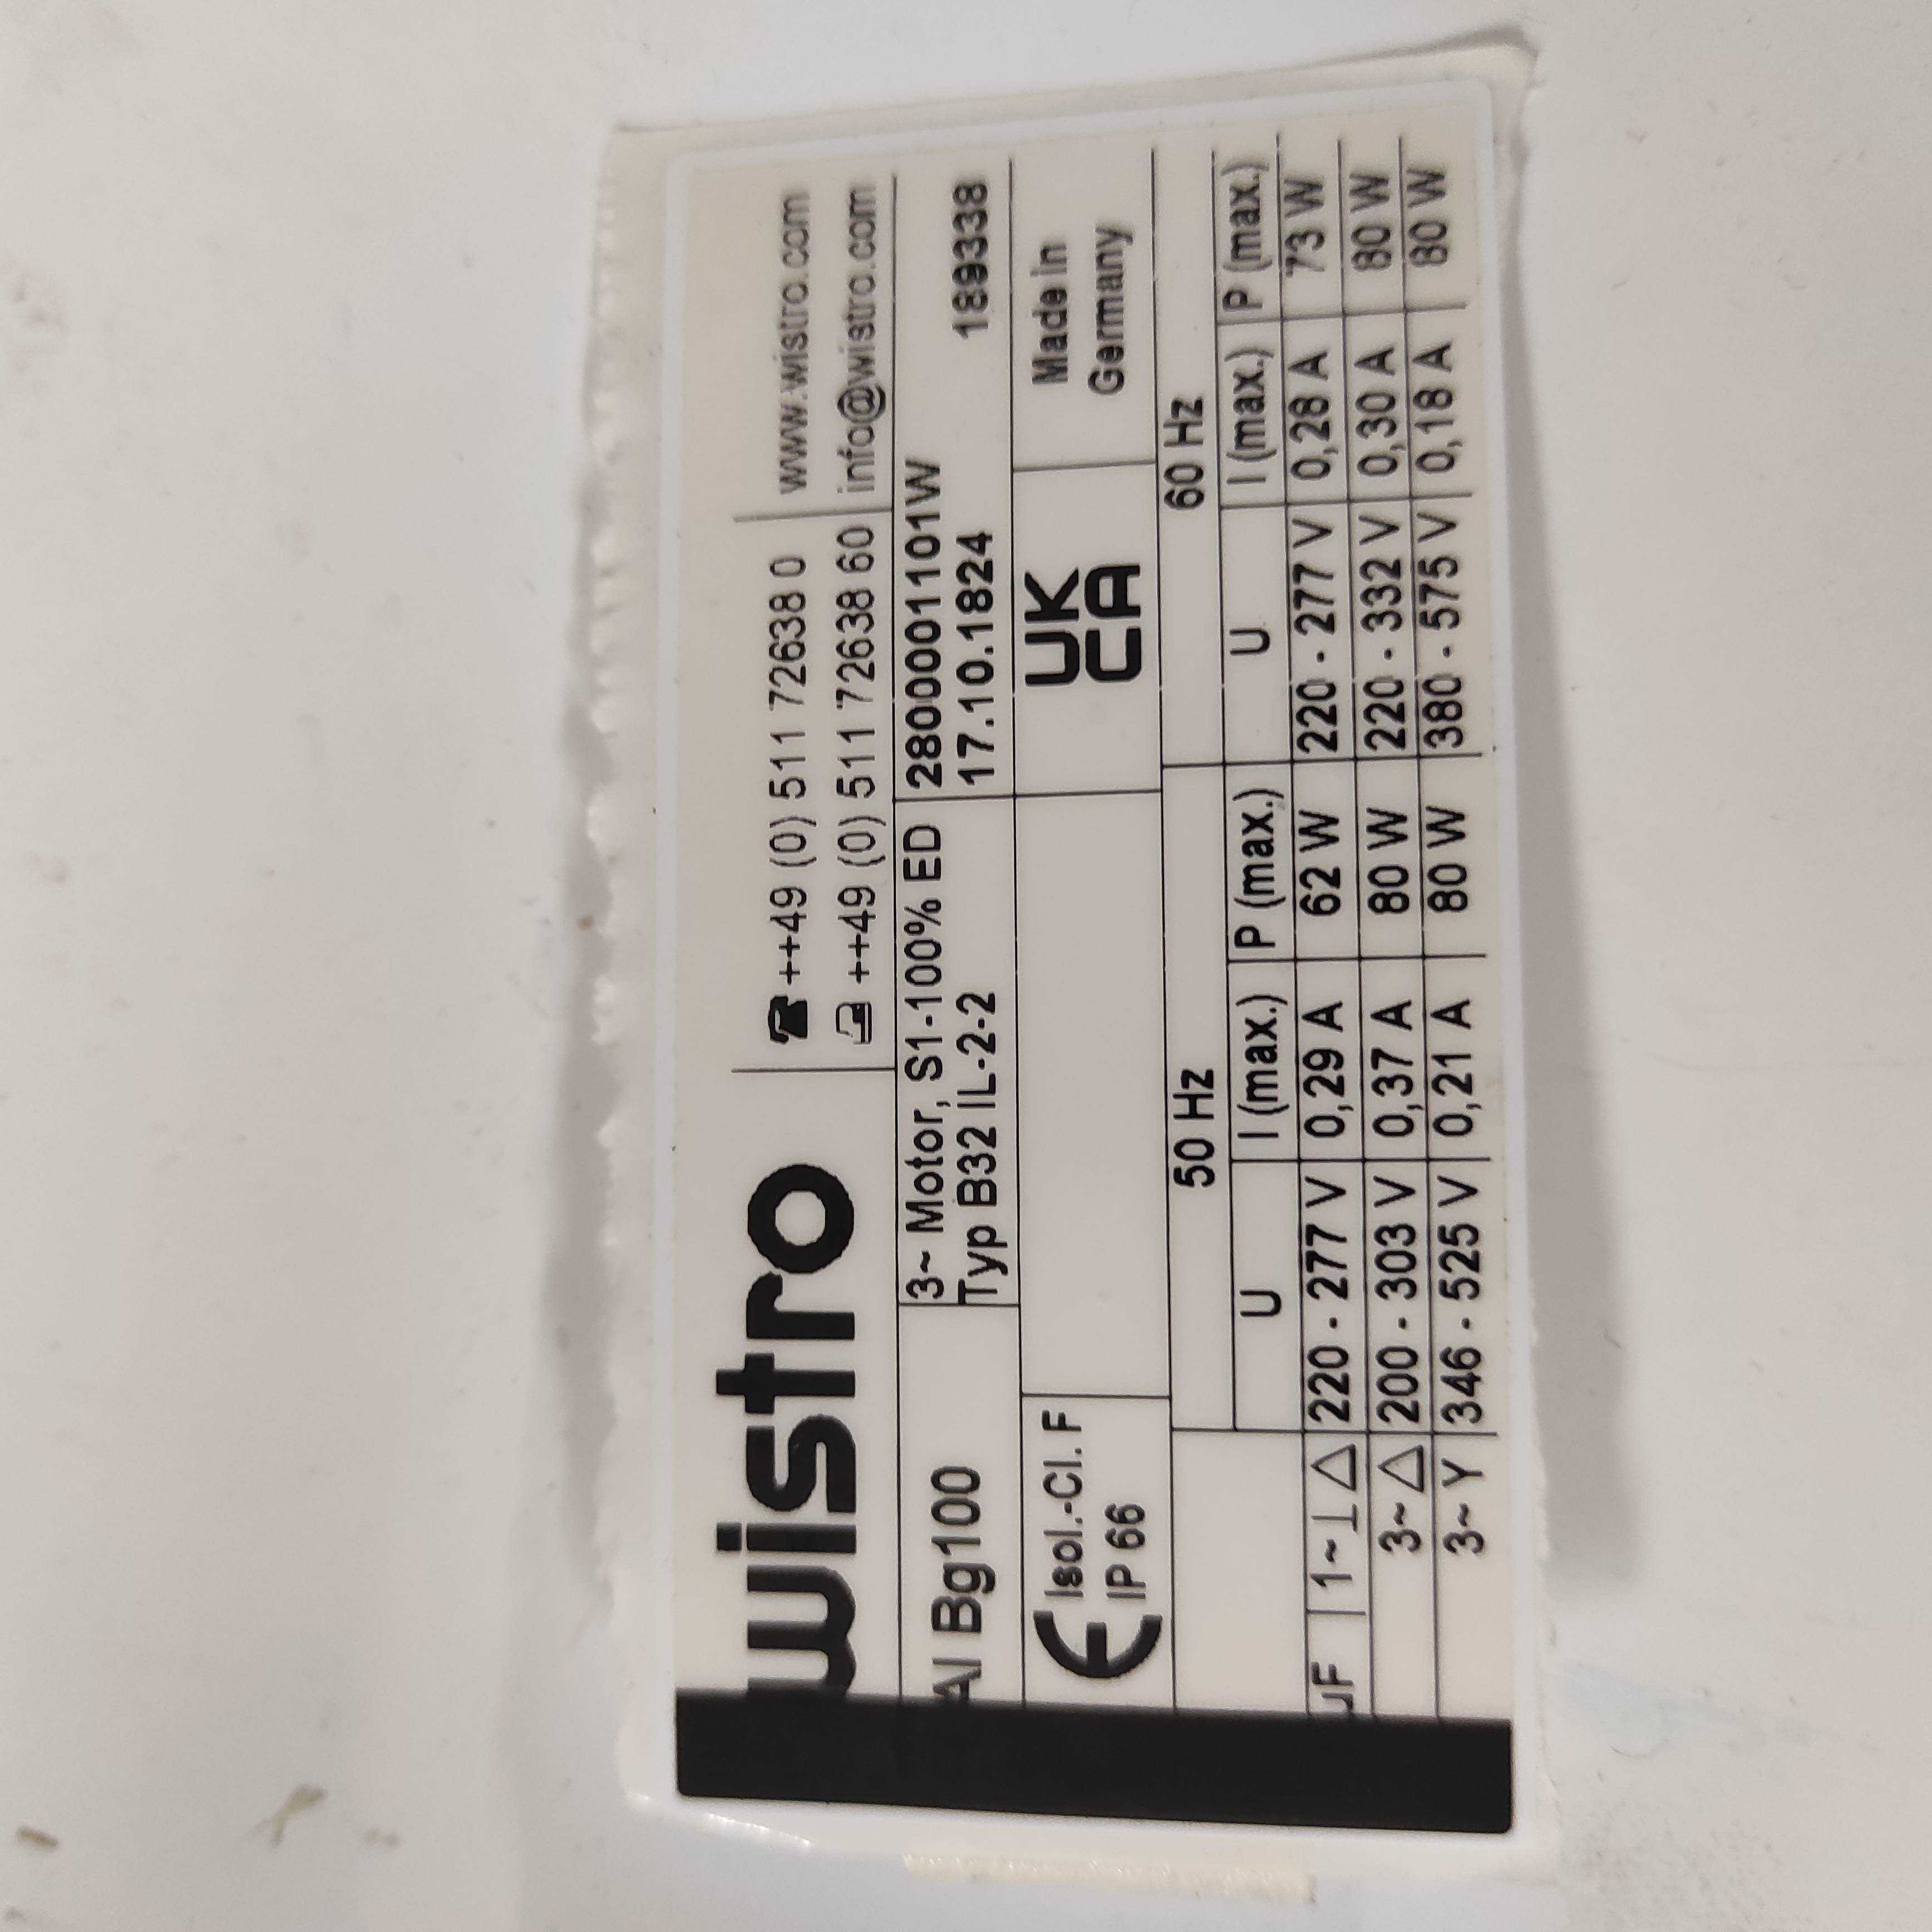 wistro
☎ ++49 (0) 511 72638 0 www.wistro.com
++49 (0) 511 72638 60 info@wistro.com
Bg100 3~ Motor, S1-100% ED 2800001101W
Typ B32 IL-2-2 17.10.1824 189338
CE Isol.-Cl. F UK Made in
IP 66 CA Germany
50 Hz 60 Hz
U I (max.) P (max.) U I (max.) P (max.)
1~ ⊥ △ 220 - 277 V 0,29 A 62 W 220 - 277 V 0,28 A 73 W
3~ △ 200 - 303 V 0,37 A 80 W 220 - 332 V 0,30 A 80 W
3~ Y 346 - 525 V 0,21 A 80 W 380 - 575 V 0,18 A 80 W